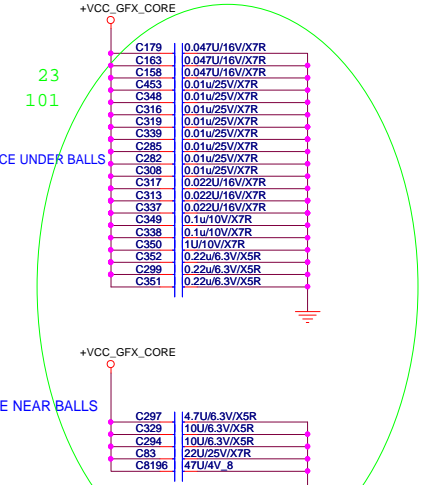 +VCC_GFX_CORE
C179 0.047U/16V/X7R
C163 0.047U/16V/X7R
23
C158 0.047U/16V/X7R
C453 0.01u/25V/X7R
101
C348 0.01u/25V/X7R
C316 0.01u/25V/X7R
C319 0.01u/25V/X7R
C339 0.01u/25V/X7R
C285 0.01u/25V/X7R
CE UNDER BALLS
C282 0.01u/25V/X7R
C308 0.01u/25V/X7R
C317 0.022U/16V/X7R
C313 0.022U/16V/X7R
C337 0.022U/16V/X7R
C349 0.1u/10V/X7R
C338 0.1u/10V/X7R
C350 1U/10V/X7R
C352 0.22u/6.3V/X5R
C299 0.22u/6.3V/X5R
C351 0.22u/6.3V/X5R
+VCC_GFX_CORE
E NEAR BALLS
C297 4.7U/6.3V/X5R
C329 10U/6.3V/X5R
C294 10U/6.3V/X5R
C83 22U/25V/X7R
C8196 47U/4V_8